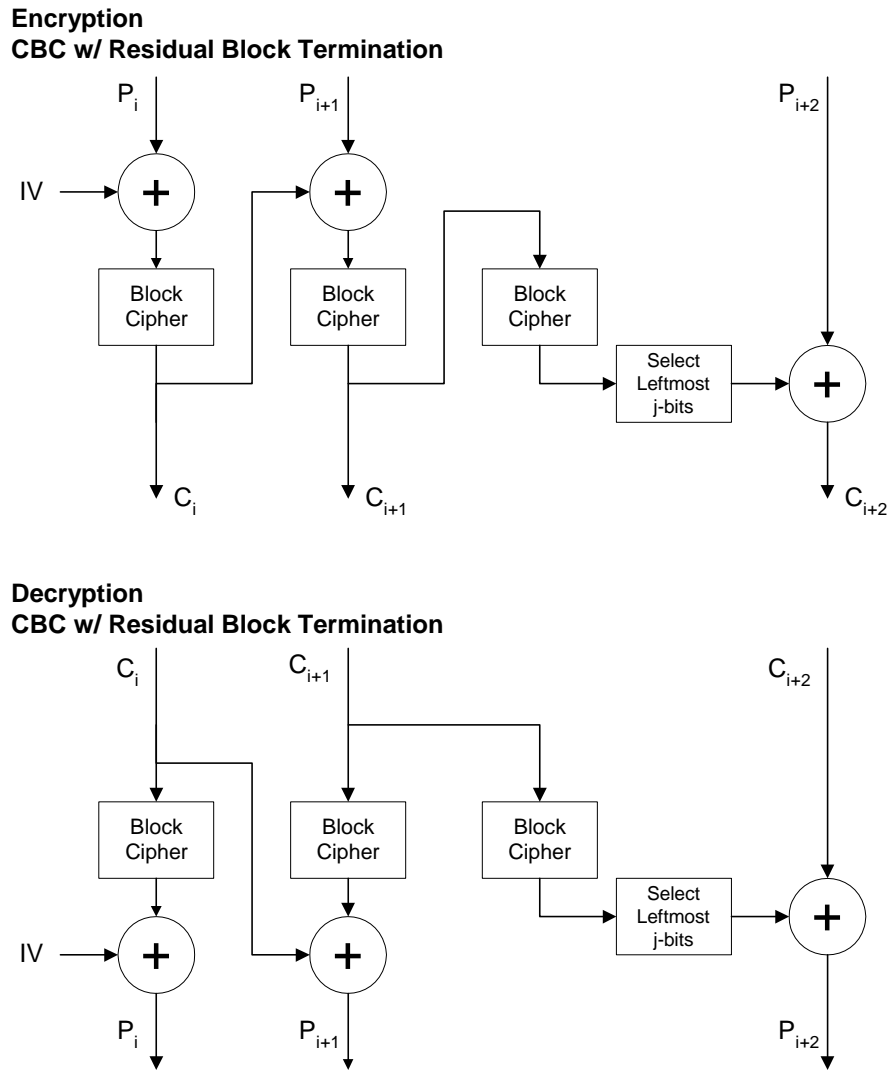 Encryption
CBC w/ Residual Block Termination
Pi
Pi+1
Pi+2
IV
+
+
Block
Cipher
Block
Cipher
Block
Cipher
Select
Leftmost
j-bits
+
Ci
Ci+1
Ci+2
Decryption
CBC w/ Residual Block Termination
Ci
Ci+1
Ci+2
Block
Cipher
Block
Cipher
Block
Cipher
Select
Leftmost
j-bits
+
IV
+
+
Pi
Pi+1
Pi+2